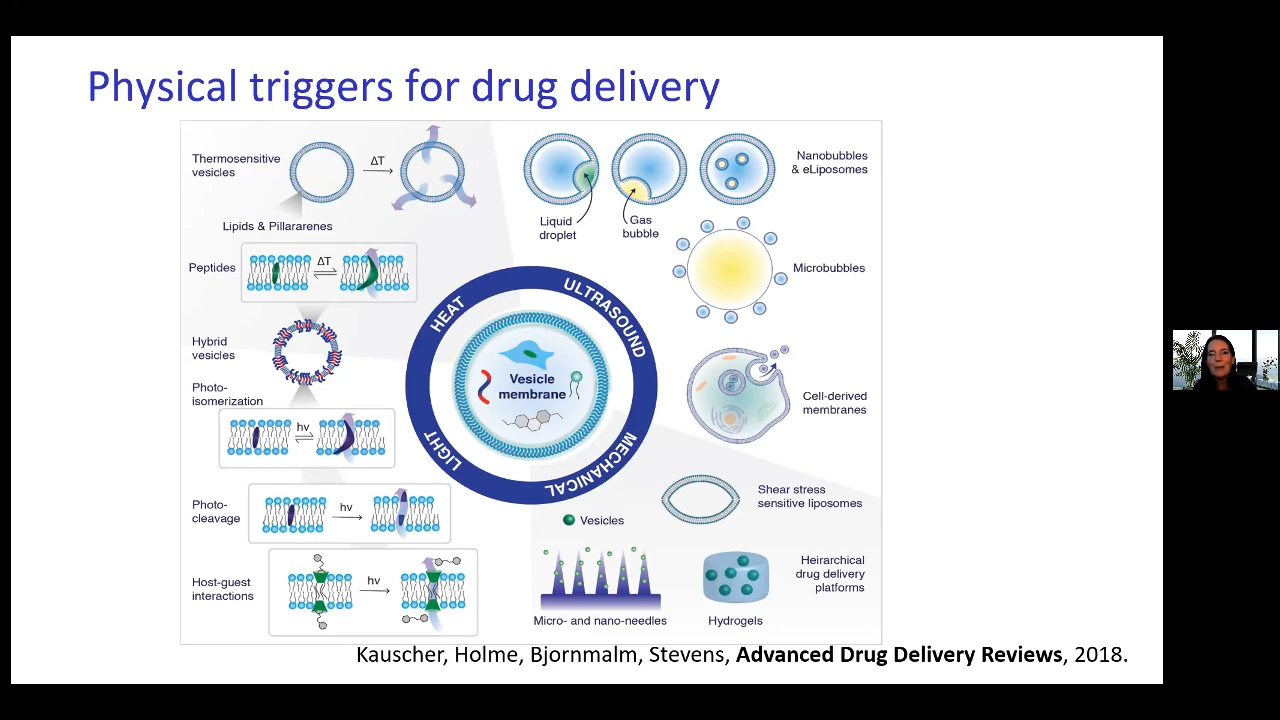 Physical triggers for drug delivery
Thermosensitive
vesicles
ΔT
Lipids & Pillararenes
Peptides
ΔT
Hybrid
vesicles
Photo-
isomerization
hν
Photo-
cleavage
hν
Host-guest
interactions
hν
HEAT
ULTRASOUND
LIGHT
MECHANICAL
Vesicle
membrane
Liquid
droplet
Gas
bubble
Nanobubbles
& eLiposomes
Microbubbles
Cell-derived
membranes
Shear stress
sensitive liposomes
Vesicles
Micro- and nano-needles
Hydrogels
Heirarchical
drug delivery
platforms
Kauscher, Holme, Bjornmalm, Stevens, Advanced Drug Delivery Reviews, 2018.